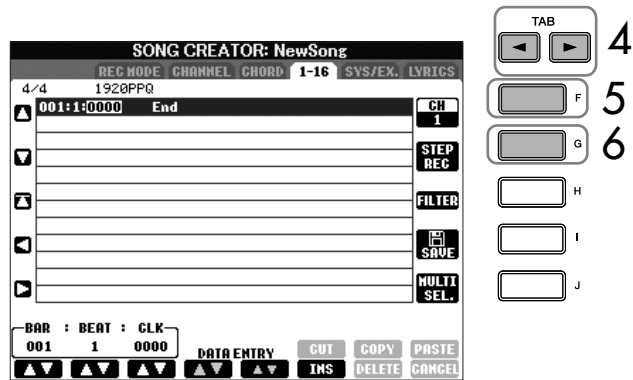 TAB
4
SONG CREATOR: NewSong
REC MODE CHANNEL CHORD 1-16 SYS/EX. LYRICS
4/4 1920PPQ
001:1:0000 End
CH
1
F
5
STEP
REC
G
6
FILTER
H
SAVE
I
MULTI
SEL.
J
BAR : BEAT : CLK
001 1 0000
DATA ENTRY
CUT COPY PASTE
INS DELETE CANCEL